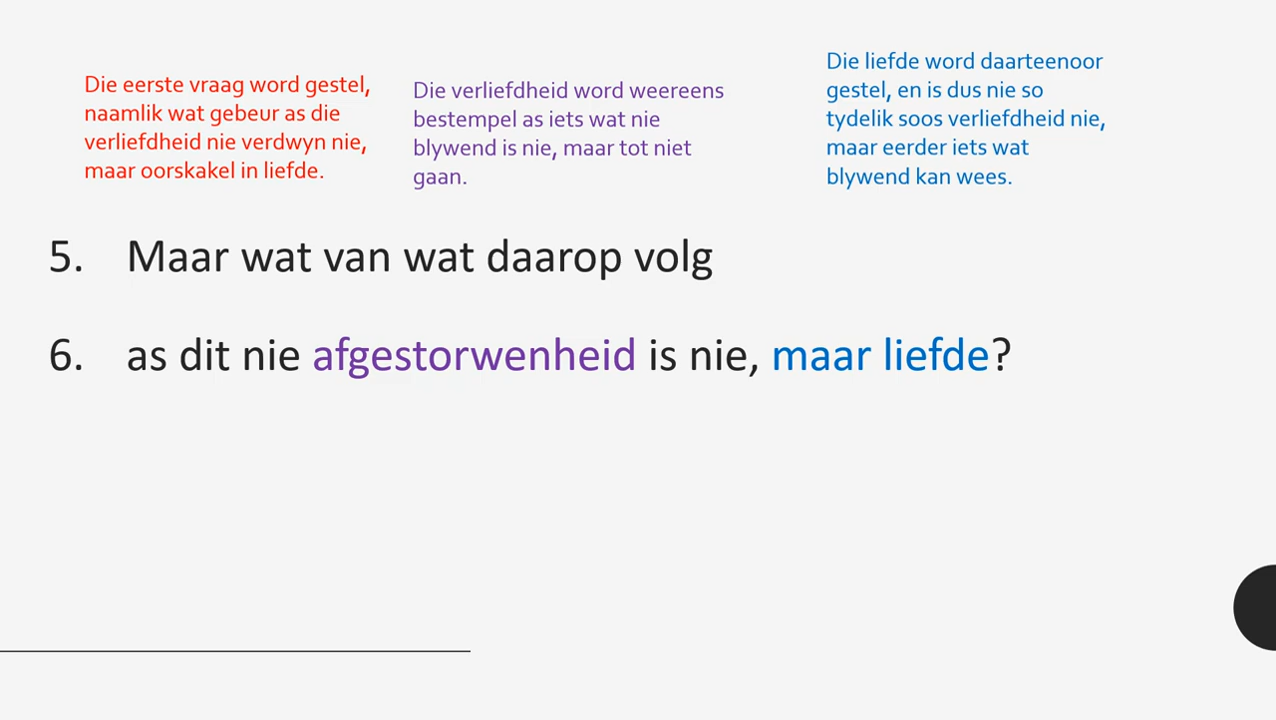 Die eerste vraag word gestel,
naamlik wat gebeur as die
verliefdheid nie verdwyn nie,
maar oorskakel in liefde.
Die verliefdheid word weereens
bestempel as iets wat nie
blywend is nie, maar tot niet
gaan.
Die liefde word daarteenoor
gestel, en is dus nie so
tydelik soos verliefdheid nie,
maar eerder iets wat
blywend kan wees.
5. Maar wat van wat daarop volg
6. as dit nie afgestorwenheid is nie, maar liefde?